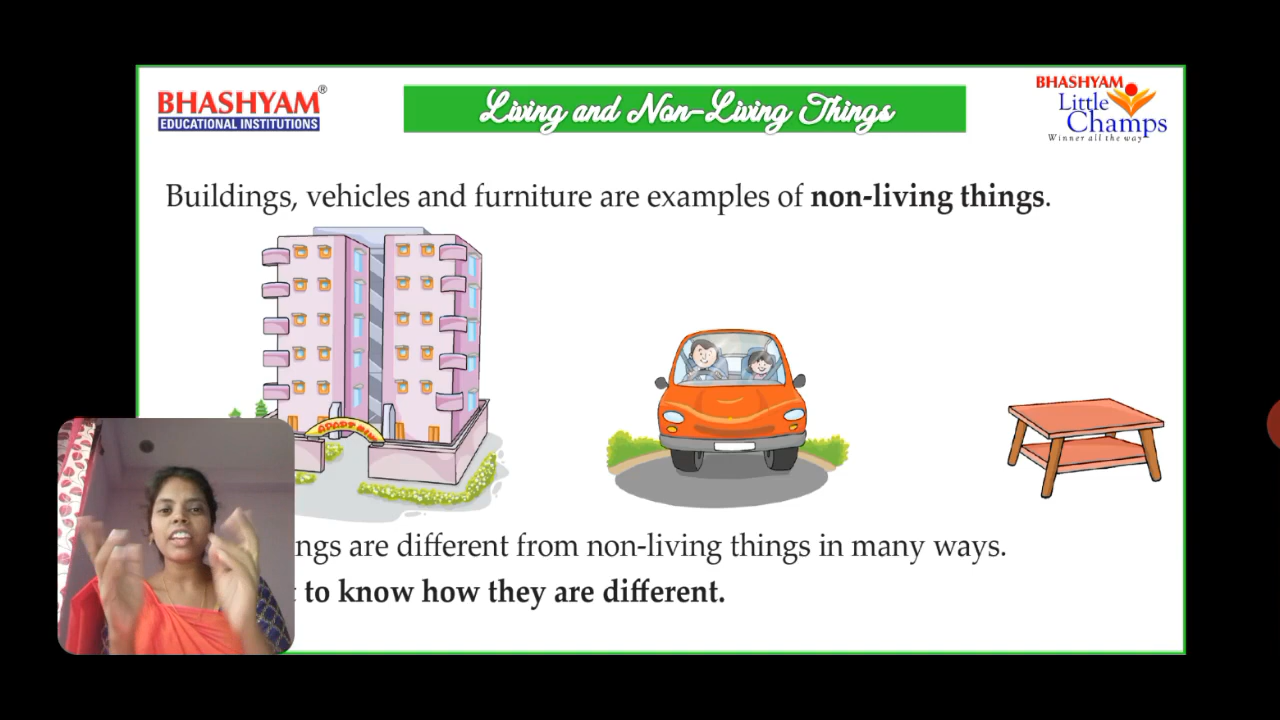 BHASHYAM®
EDUCATIONAL INSTITUTIONS
Living and Non-Living Things
BHASHYAM
Little
Champs
Winner all the way
Buildings, vehicles and furniture are examples of non-living things.
APARTMENT
ngs are different from non-living things in many ways.
to know how they are different.